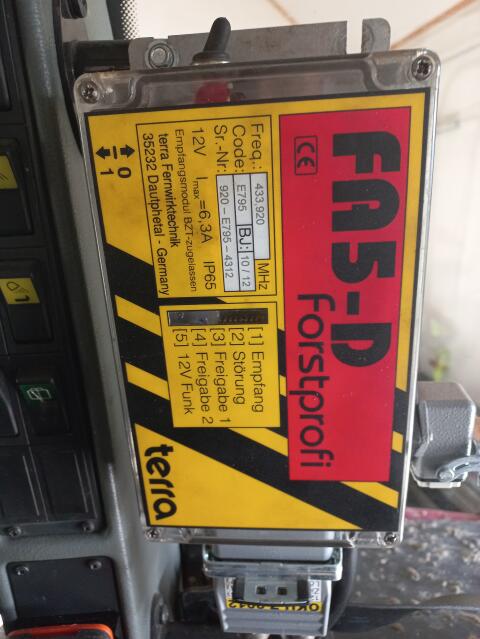 FA5-D
forstprofi
CE
Freq.: 433,920 MHz
Code: E795 BJ: 10/12
Sr.-Nr: 920-E795-4312
12V Imax=6,3A IP65
Empfangsmodul BZT-zugelassen
terra Fernwirktechnik
35232 Dautphetal - Germany
0
1
[1] Empfang
[2] Störung
[3] Freigabe 1
[4] Freigabe 2
[5] 12V Funk
terra